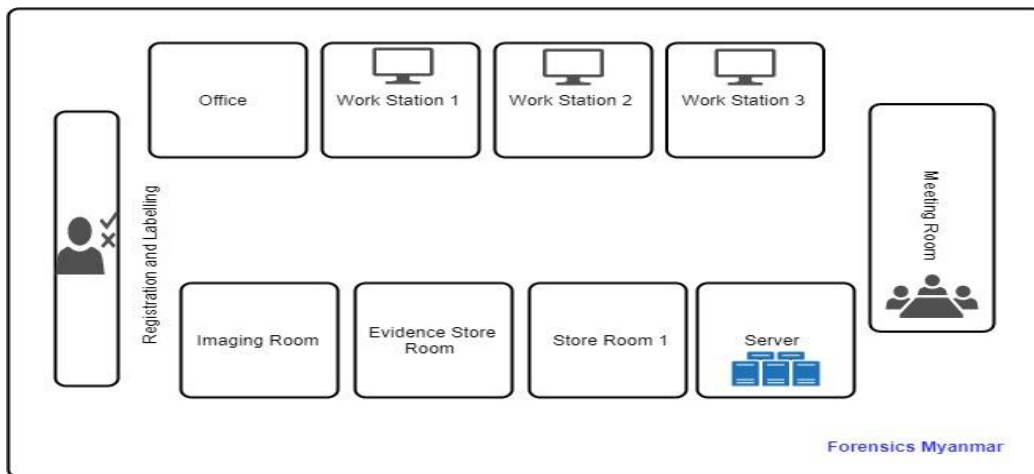 Office
Work Station 1
Work Station 2
Work Station 3
Registration and Labelling
Meeting Room
Imaging Room
Evidence Store
Room
Store Room 1
Server
Forensics Myanmar